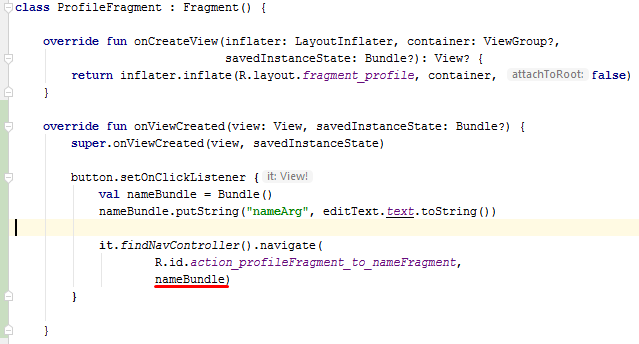 class ProfileFragment : Fragment() {
override fun onCreateView(inflater: LayoutInflater, container: ViewGroup?,
savedInstanceState: Bundle?): View? {
return inflater.inflate(R.layout.fragment_profile, container, attachToRoot: false)
}
override fun onViewCreated(view: View, savedInstanceState: Bundle?) {
super.onViewCreated(view, savedInstanceState)
button.setOnClickListener { it: View!
val nameBundle = Bundle()
nameBundle.putString("nameArg", editText.text.toString())
it.findNavController().navigate(
R.id.action_profileFragment_to_nameFragment,
nameBundle)
}
}